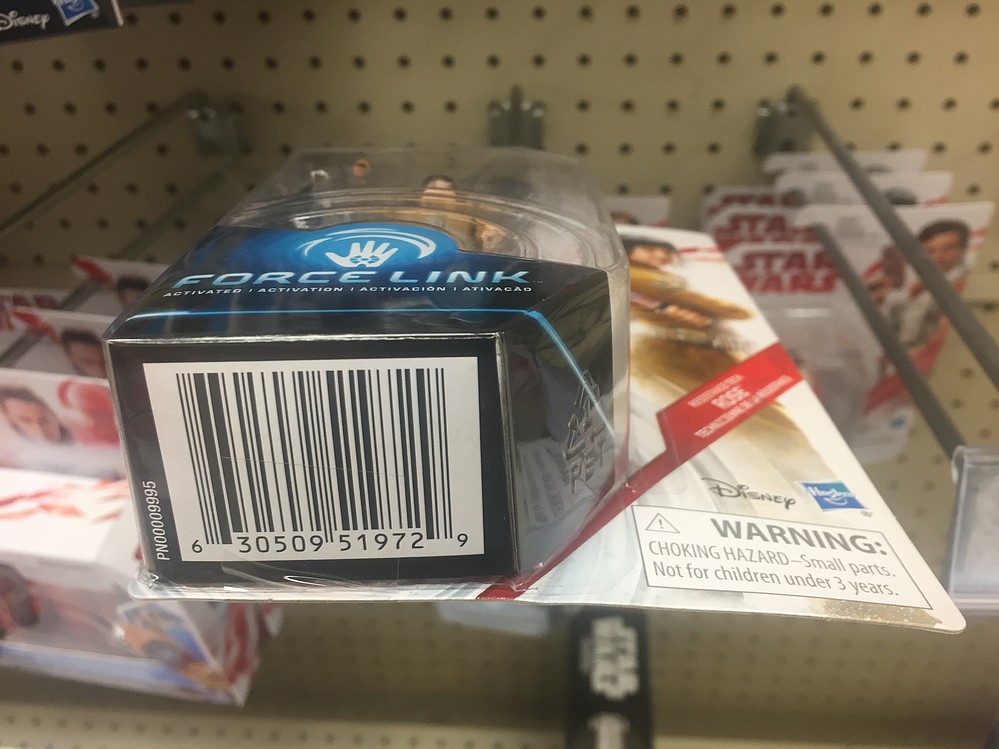 Disney
FORCE LINK
ACTIVATED | ACTIVATION | ACTIVACIÓN | ATIVAÇÃO
PN00009995
6 30509 51972 9
STAR
WARS
ROSE
Disney
Hasbro
WARNING:
CHOKING HAZARD–Small parts.
Not for children under 3 years.
STAR
WARS